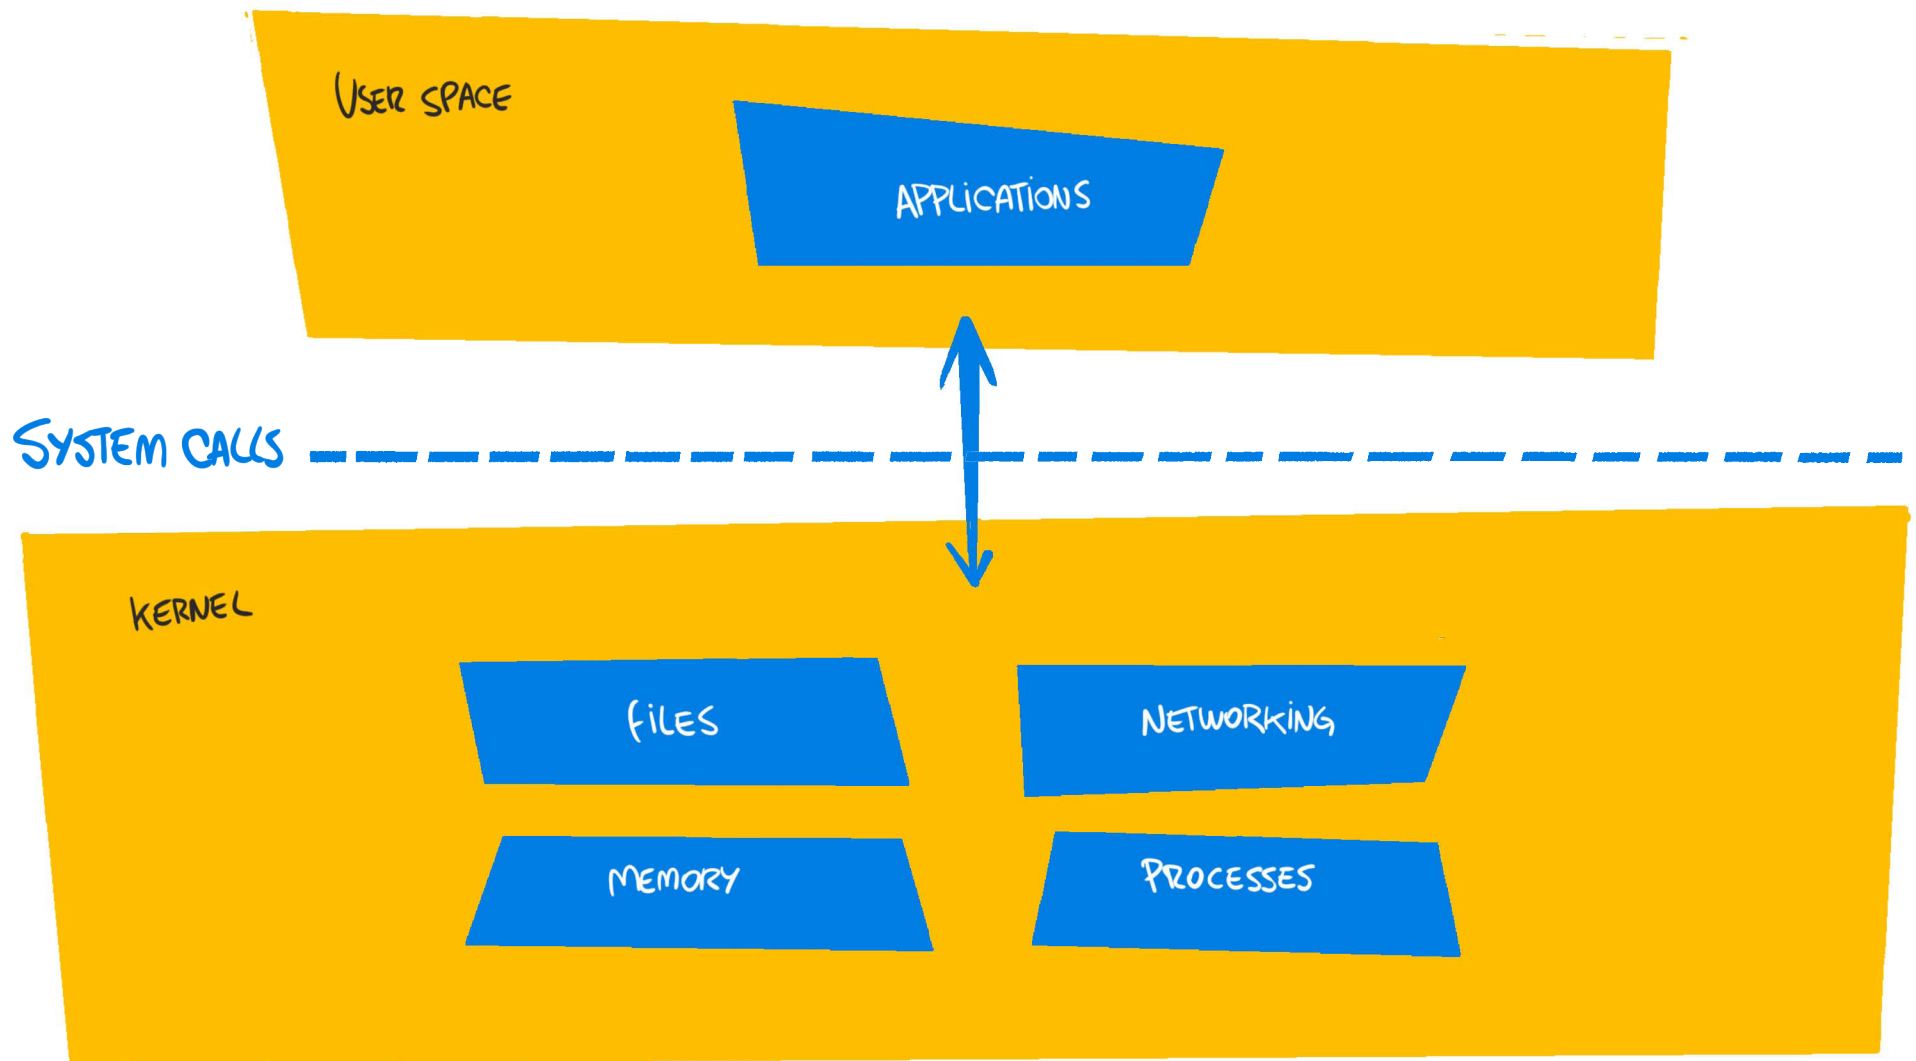 USER SPACE
APPLiCATiONS
SYSTEM CALLS
KERNEL
FiLES
NETWORKiNG
MEMORY
PROCESSES